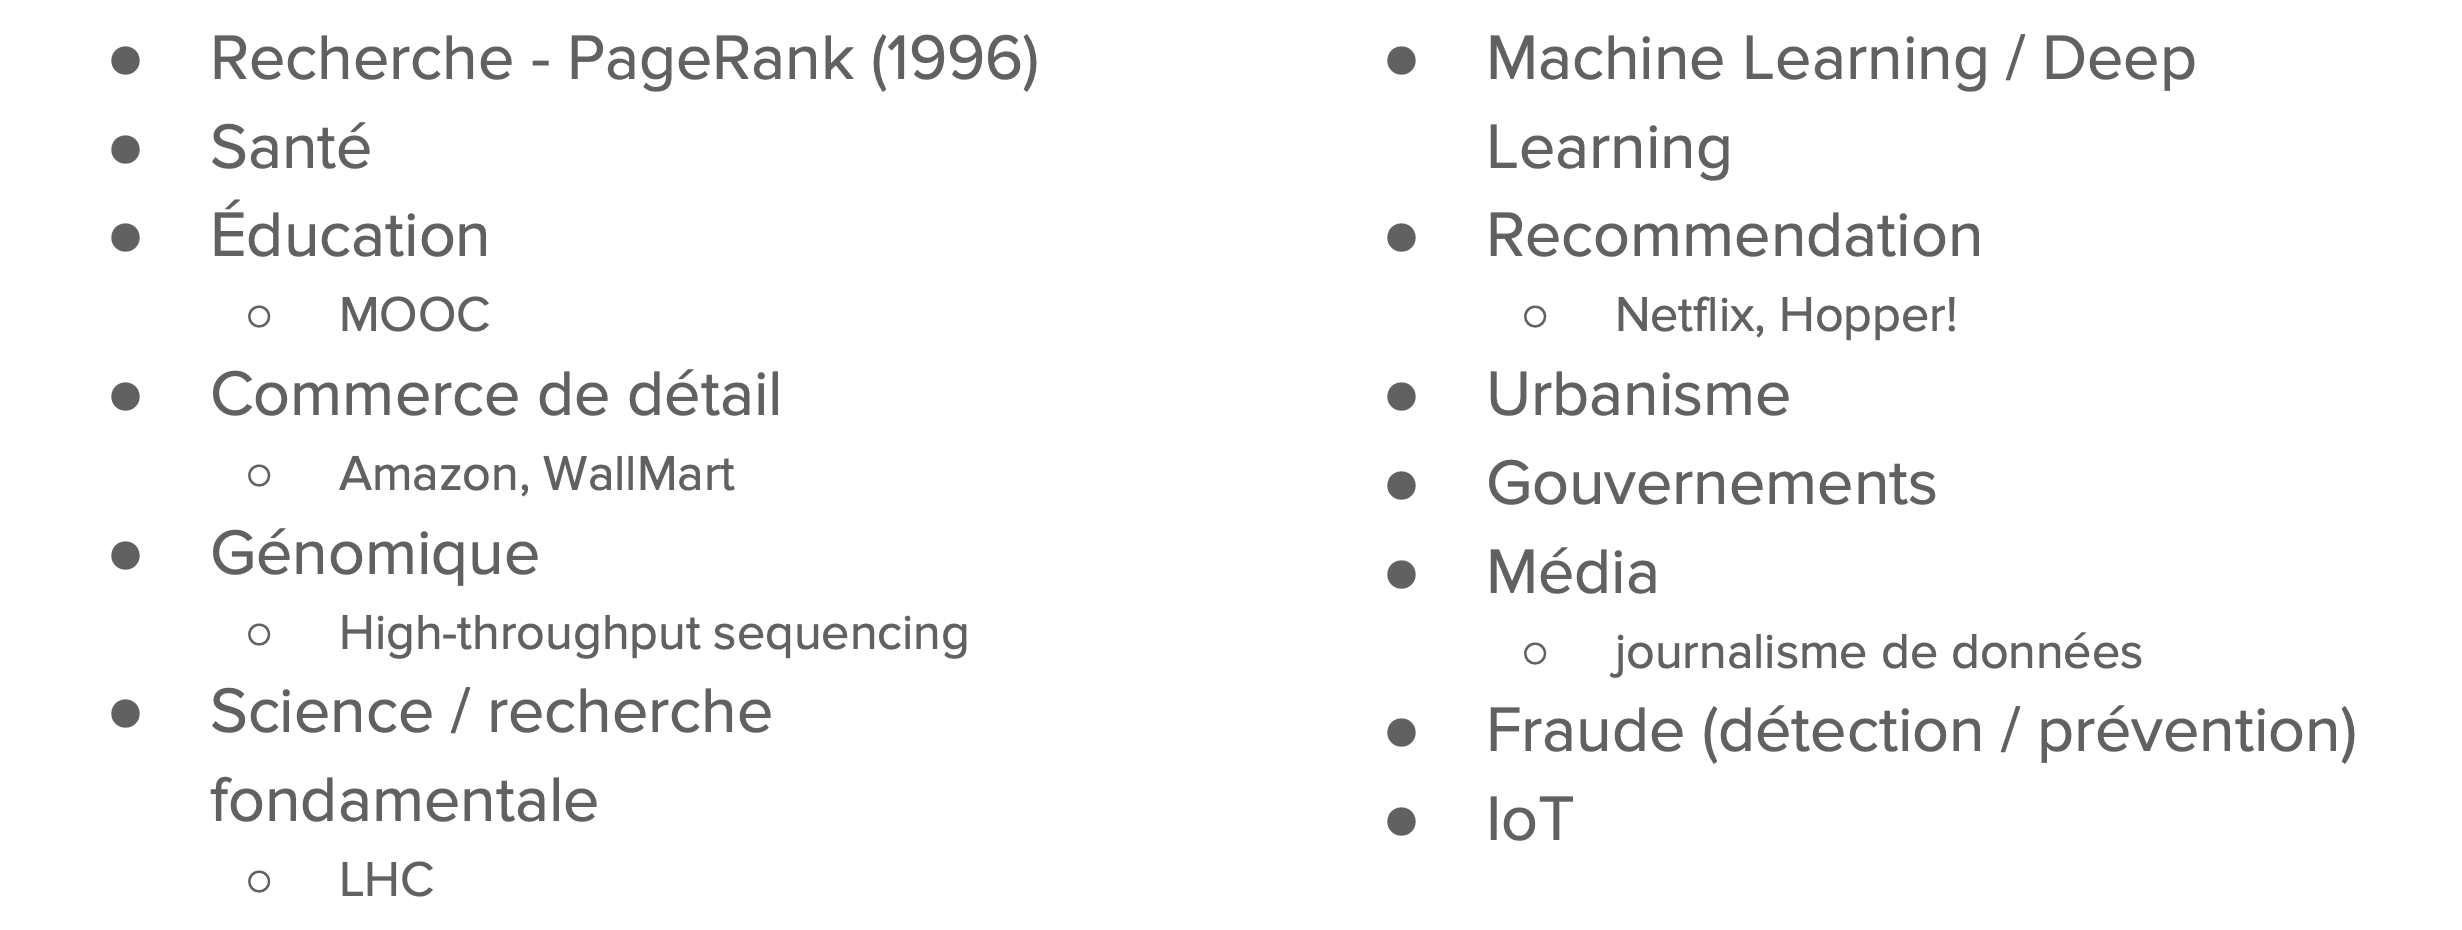 ● Recherche - PageRank (1996)
● Santé
● Éducation
○ MOOC
● Commerce de détail
○ Amazon, WallMart
● Génomique
○ High-throughput sequencing
● Science / recherche
fondamentale
○ LHC
● Machine Learning / Deep
Learning
● Recommendation
○ Netflix, Hopper!
● Urbanisme
● Gouvernements
● Média
○ journalisme de données
● Fraude (détection / prévention)
● IoT